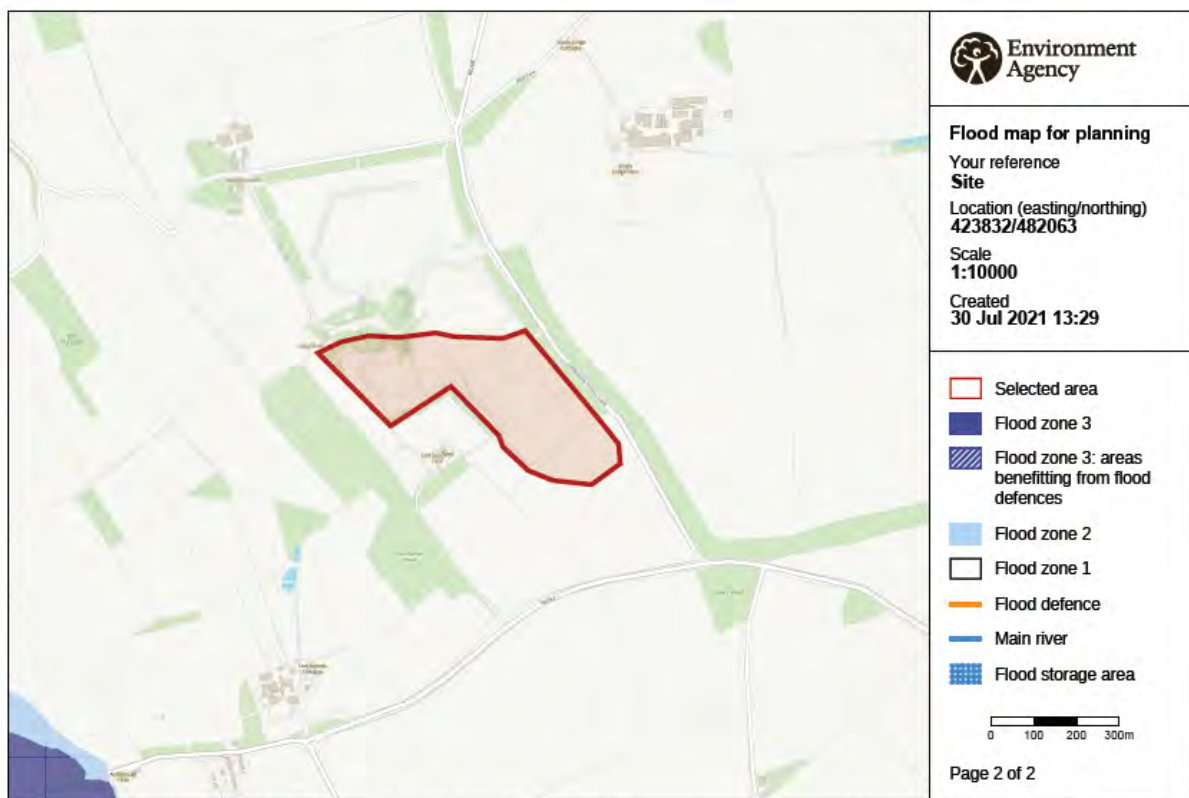 Environment
Agency
Flood map for planning
Your reference
Site
Location (easting/northing)
423832/482063
Scale
1:10000
Created
30 Jul 2021 13:29
Selected area
Flood zone 3
Flood zone 3: areas
benefitting from flood
defences
Flood zone 2
Flood zone 1
Flood defence
Main river
Flood storage area
0 100 200 300m
Page 2 of 2